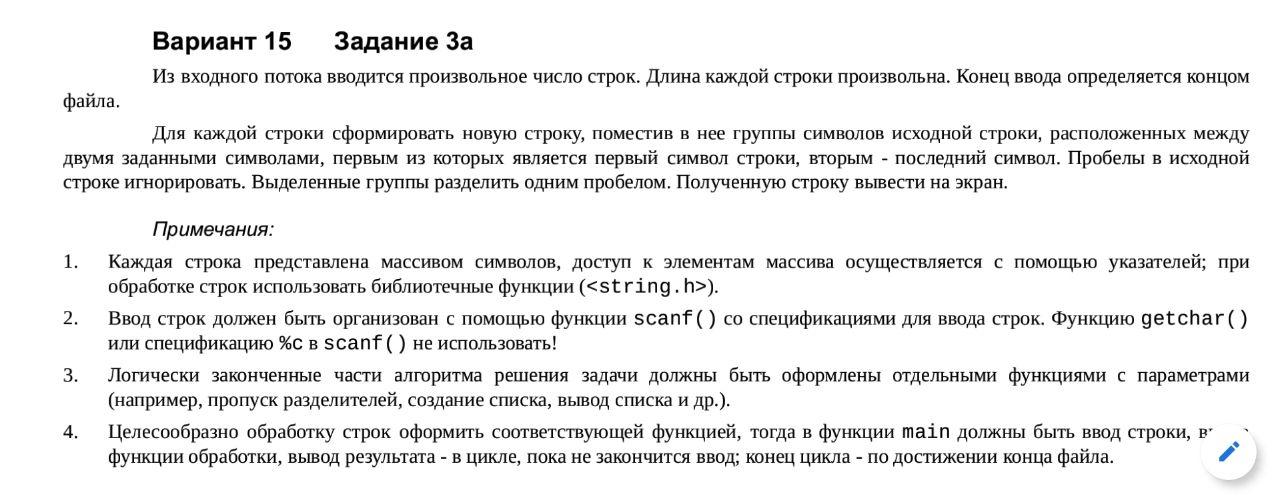 Вариант 15 Задание 3а
Из входного потока вводится произвольное число строк. Длина каждой строки произвольна. Конец ввода определяется концом
файла.
Для каждой строки сформировать новую строку, поместив в нее группы символов исходной строки, расположенных между
двумя заданными символами, первым из которых является первый символ строки, вторым - последний символ. Пробелы в исходной
строке игнорировать. Выделенные группы разделить одним пробелом. Полученную строку вывести на экран.
Примечания:
1. Каждая строка представлена массивом символов, доступ к элементам массива осуществляется с помощью указателей; при
обработке строк использовать библиотечные функции (<string.h>).
2. Ввод строк должен быть организован с помощью функции scanf() со спецификациями для ввода строк. Функцию getchar()
или спецификацию %c в scanf() не использовать!
3. Логически законченные части алгоритма решения задачи должны быть оформлены отдельными функциями с параметрами
(например, пропуск разделителей, создание списка, вывод списка и др.).
4. Целесообразно обработку строк оформить соответствующей функцией, тогда в функции main должны быть ввод строки,
функции обработки, вывод результата - в цикле, пока не закончится ввод; конец цикла - по достижении конца файла.